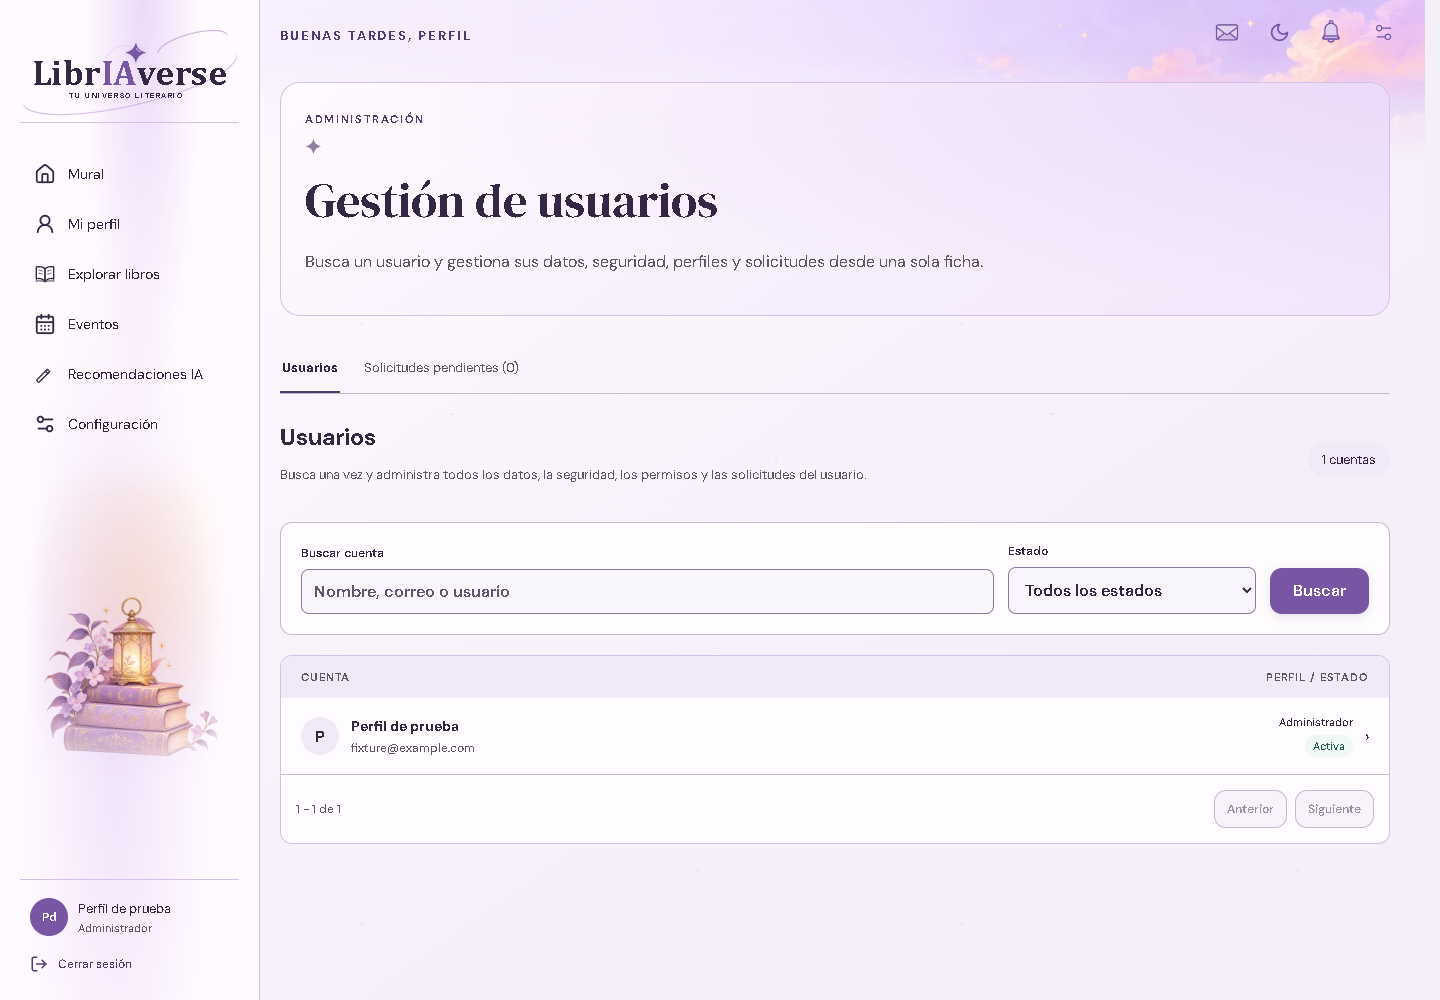 LibrIAverse
TU UNIVERSO LITERARIO
Mural
Mi perfil
Explorar libros
Eventos
Recomendaciones IA
Configuración
Pd
Perfil de prueba
Administrador
Cerrar sesión
BUENAS TARDES, PERFIL
ADMINISTRACIÓN
Gestión de usuarios
Busca un usuario y gestiona sus datos, seguridad, perfiles y solicitudes desde una sola ficha.
Usuarios
Solicitudes pendientes (0)
Usuarios
Busca una vez y administra todos los datos, la seguridad, los permisos y las solicitudes del usuario.
1 cuentas
Buscar cuenta
Nombre, correo o usuario
Estado
Todos los estados
Buscar
CUENTA
PERFIL / ESTADO
P
Perfil de prueba
fixture@example.com
Administrador
Activa
›
1 – 1 de 1
Anterior
Siguiente